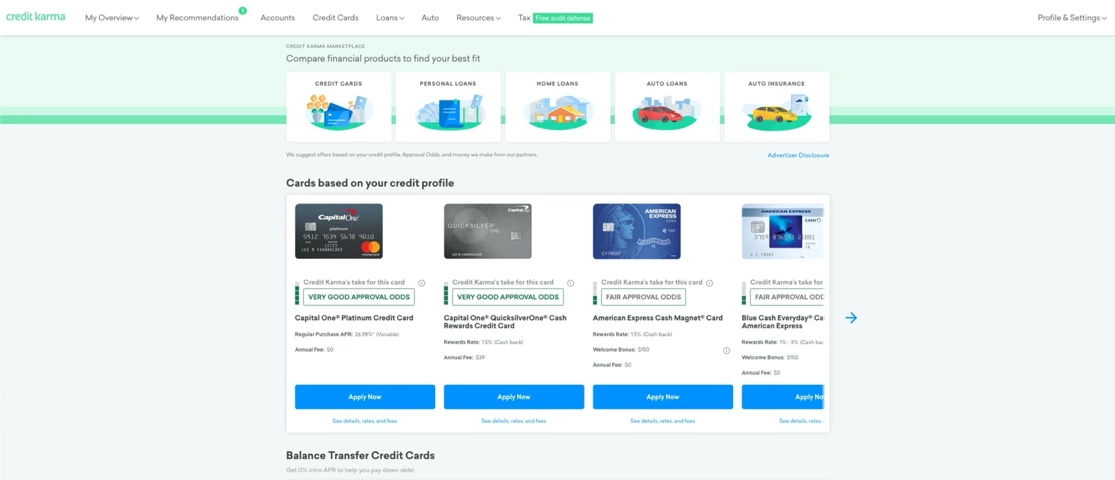 credit karma
My Overview
My Recommendations
1
Accounts
Credit Cards
Loans
Auto
Resources
Tax
Free audit defense
Profile & Settings
CREDIT KARMA MARKETPLACE
Compare financial products to find your best fit
CREDIT CARDS
PERSONAL LOANS
HOME LOANS
AUTO LOANS
AUTO INSURANCE
We suggest offers based on your credit profile, Approval Odds, and money we make from our partners.
Advertiser Disclosure
Cards based on your credit profile
Capital One
platinum
5912 7534 5678 9010
LEE M CARDHOLDER
Credit Karma's take for this card
VERY GOOD APPROVAL ODDS
Capital One® Platinum Credit Card
Regular Purchase APR: 26.98%* (Variable)
Annual Fee: $0
Apply Now
See details, rates, and fees
Capital One
QUICKSILVER
ONE
LEE M CARDHOLDER
Credit Karma's take for this card
VERY GOOD APPROVAL ODDS
Capital One® QuicksilverOne® Cash
Rewards Credit Card
Rewards Rate: 1.5% (Cash back)
Annual Fee: $39
Apply Now
See details, rates, and fees
AMERICAN
EXPRESS
C F FROST
Credit Karma's take for this card
FAIR APPROVAL ODDS
American Express Cash Magnet® Card
Rewards Rate: 1.5% (Cash back)
Welcome Bonus: $150
Annual Fee: $0
Apply Now
See details, rates, and fees
AMERICAN EXPRESS
Credit Karma's take for
FAIR APPROVAL ODD
Blue Cash Everyday® Ca
American Express
Rewards Rate: 1% - 3% (Cash bac
Welcome Bonus: $150
Annual Fee: $0
Apply No
See details, rates,
Balance Transfer Credit Cards
Get 0% intro APR to help you pay down debt